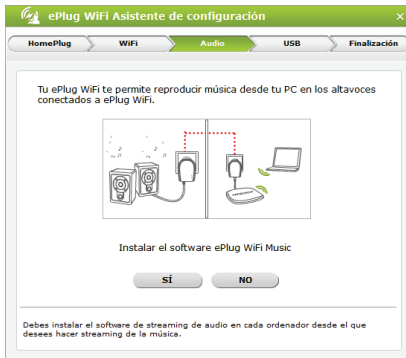 ePlug WiFi Asistente de configuración
HomePlug WiFi Audio USB Finalización
Tu ePlug WiFi te permite reproducir música desde tu PC en los altavoces
conectados a ePlug WiFi.
Instalar el software ePlug WiFi Music
SÍ NO
Debes instalar el software de streaming de audio en cada ordenador desde el que
desees hacer streaming de la música.